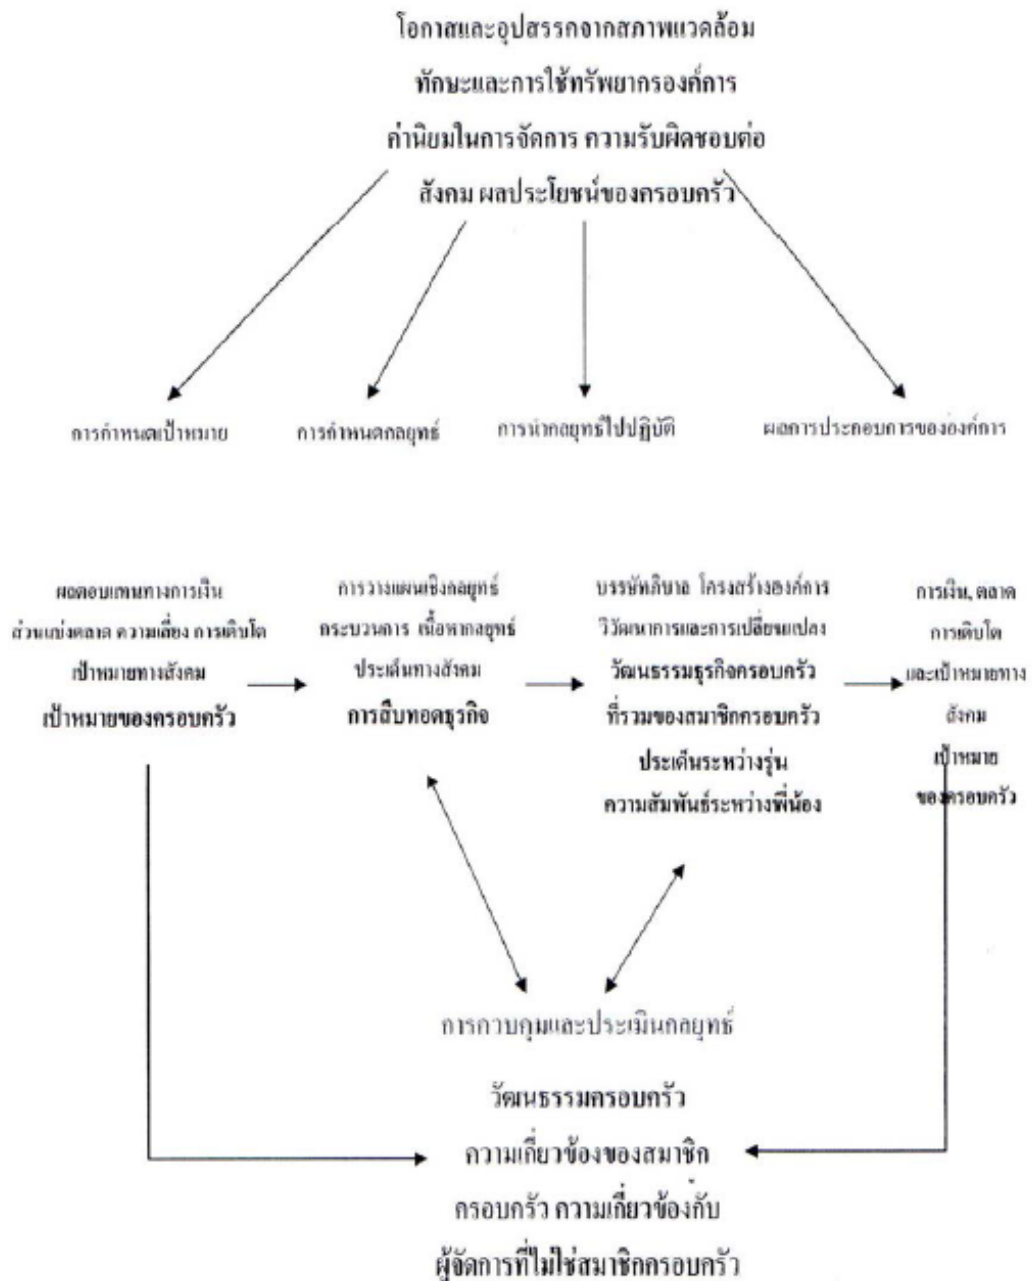 โอกาสและอุปสรรคจากสภาพแวดล้อม
ทักษะและการใช้ทรัพยากรองค์การ
ค่านิยมในการจัดการ ความรับผิดชอบต่อ
สังคม ผลประโยชน์ของครอบครัว
การกำหนดเป้าหมาย
การกำหนดกลยุทธ์
การนำกลยุทธ์ไปปฏิบัติ
ผลการประกอบการขององค์การ
ผลตอบแทนทางการเงิน
ส่วนแบ่งตลาด ความเสี่ยง การเติบโต
เป้าหมายทางสังคม
เป้าหมายของครอบครัว
การวางแผนเชิงกลยุทธ์
กระบวนการ เนื้อหากลยุทธ์
ประเด็นทางสังคม
การสืบทอดธุรกิจ
บรรษัทภิบาล โครงสร้างองค์การ
วิวัฒนาการและการเปลี่ยนแปลง
วัฒนธรรมธุรกิจครอบครัว
ที่รวมของสมาชิกครอบครัว
ประเด็นระหว่างรุ่น
ความสัมพันธ์ระหว่างพี่น้อง
การเงิน, ตลาด
การเติบโต
และเป้าหมายทาง
สังคม
เป้าหมาย
ของครอบครัว
การควบคุมและประเมินกลยุทธ์
วัฒนธรรมครอบครัว
ความเกี่ยวข้องของสมาชิก
ครอบครัว ความเกี่ยวข้องกับ
ผู้จัดการที่ไม่ใช่สมาชิกครอบครัว